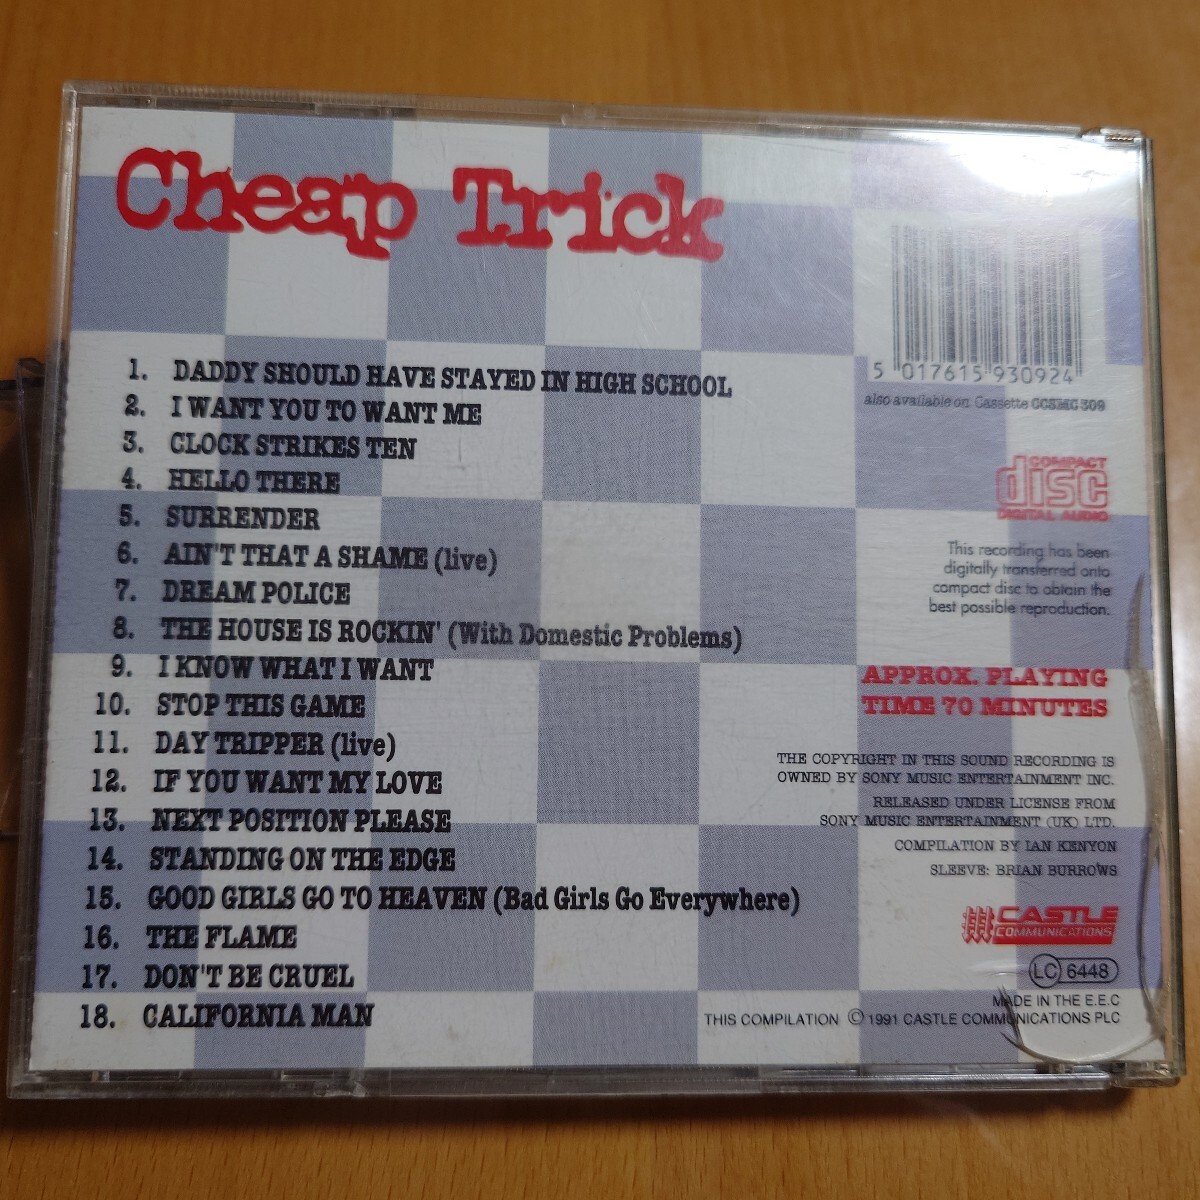 Cheap Trick
1. DADDY SHOULD HAVE STAYED IN HIGH SCHOOL
2. I WANT YOU TO WANT ME
3. CLOCK STRIKES TEN
4. HELLO THERE
5. SURRENDER
6. AIN'T THAT A SHAME (live)
7. DREAM POLICE
8. THE HOUSE IS ROCKIN' (With Domestic Problems)
9. I KNOW WHAT I WANT
10. STOP THIS GAME
11. DAY TRIPPER (live)
12. IF YOU WANT MY LOVE
13. NEXT POSITION PLEASE
14. STANDING ON THE EDGE
15. GOOD GIRLS GO TO HEAVEN (Bad Girls Go Everywhere)
16. THE FLAME
17. DON'T BE CRUEL
18. CALIFORNIA MAN
5 017615 930924
also available on Cassette CCSMC 309
COMPACT
disc
DIGITAL AUDIO
This recording has been
digitally transferred onto
compact disc to obtain the
best possible reproduction.
APPROX. PLAYING
TIME 70 MINUTES
THE COPYRIGHT IN THIS SOUND RECORDING IS
OWNED BY SONY MUSIC ENTERTAINMENT INC.
RELEASED UNDER LICENSE FROM
SONY MUSIC ENTERTAINMENT (UK) LTD.
COMPILATION BY IAN KENYON
SLEEVE: BRIAN BURROWS
CASTLE
COMMUNICATIONS
LC 6448
MADE IN THE E.E.C
THIS COMPILATION © 1991 CASTLE COMMUNICATIONS PLC